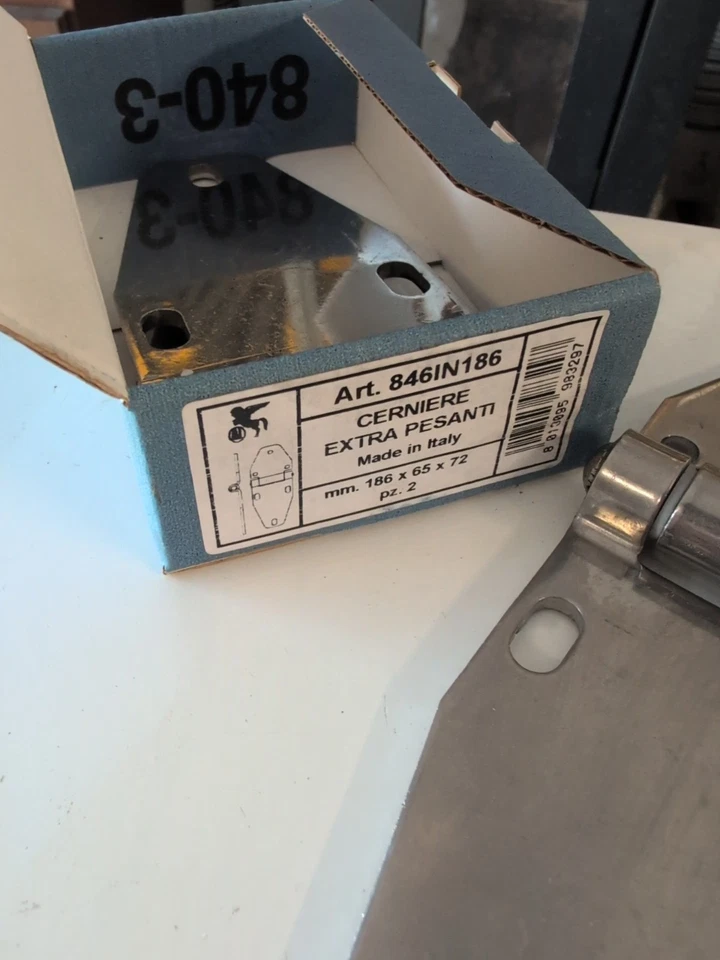 840-3
840-3
Art. 846IN186
CERNIERE
EXTRA PESANTI
Made in Italy
mm. 186 x 65 x 72
pz. 2
8 013095 983297